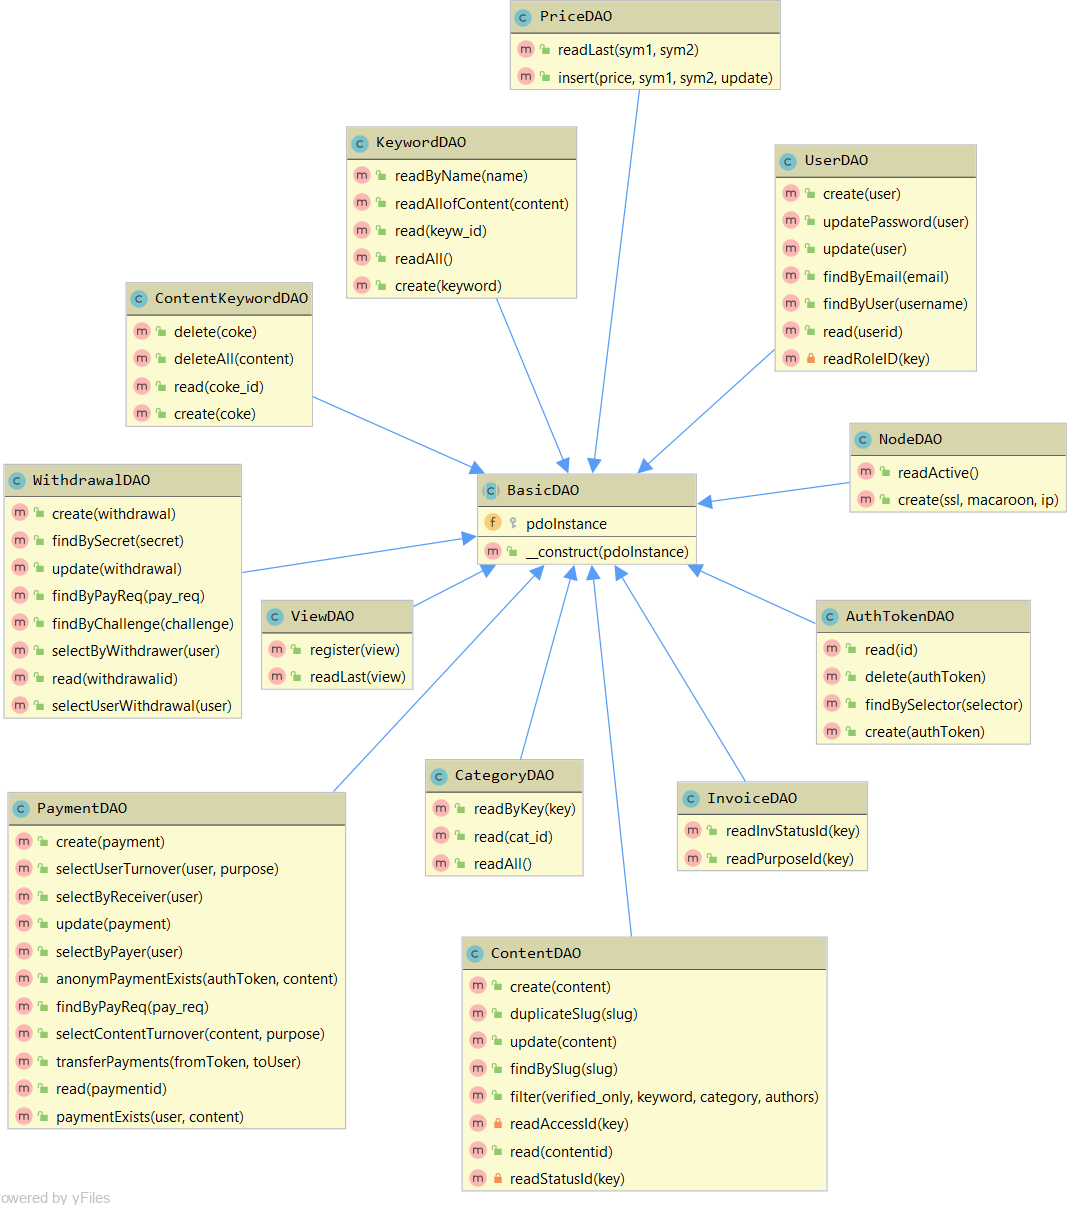 PriceDAO
readLast(sym1, sym2)
insert(price, sym1, sym2, update)
KeywordDAO
readByName(name)
readAllofContent(content)
read(keyw_id)
readAll()
create(keyword)
UserDAO
create(user)
updatePassword(user)
update(user)
findByEmail(email)
findByUser(username)
read(userid)
readRoleID(key)
ContentKeywordDAO
delete(coke)
deleteAll(content)
read(coke_id)
create(coke)
NodeDAO
readActive()
create(ssl, macaroon, ip)
WithdrawalDAO
create(withdrawal)
findBySecret(secret)
update(withdrawal)
findByPayReq(pay_req)
findByChallenge(challenge)
selectByWithdrawer(user)
read(withdrawalid)
selectUserWithdrawal(user)
BasicDAO
pdoInstance
__construct(pdoInstance)
ViewDAO
register(view)
readLast(view)
AuthTokenDAO
read(id)
delete(authToken)
findBySelector(selector)
create(authToken)
CategoryDAO
readByKey(key)
read(cat_id)
readAll()
InvoiceDAO
readInvStatusId(key)
readPurposeId(key)
PaymentDAO
create(payment)
selectUserTurnover(user, purpose)
selectByReceiver(user)
update(payment)
selectByPayer(user)
anonymPaymentExists(authToken, content)
findByPayReq(pay_req)
selectContentTurnover(content, purpose)
transferPayments(fromToken, toUser)
read(paymentid)
paymentExists(user, content)
ContentDAO
create(content)
duplicateSlug(slug)
update(content)
findBySlug(slug)
filter(verified_only, keyword, category, authors)
readAccessId(key)
read(contentid)
readStatusId(key)
owered by yFiles